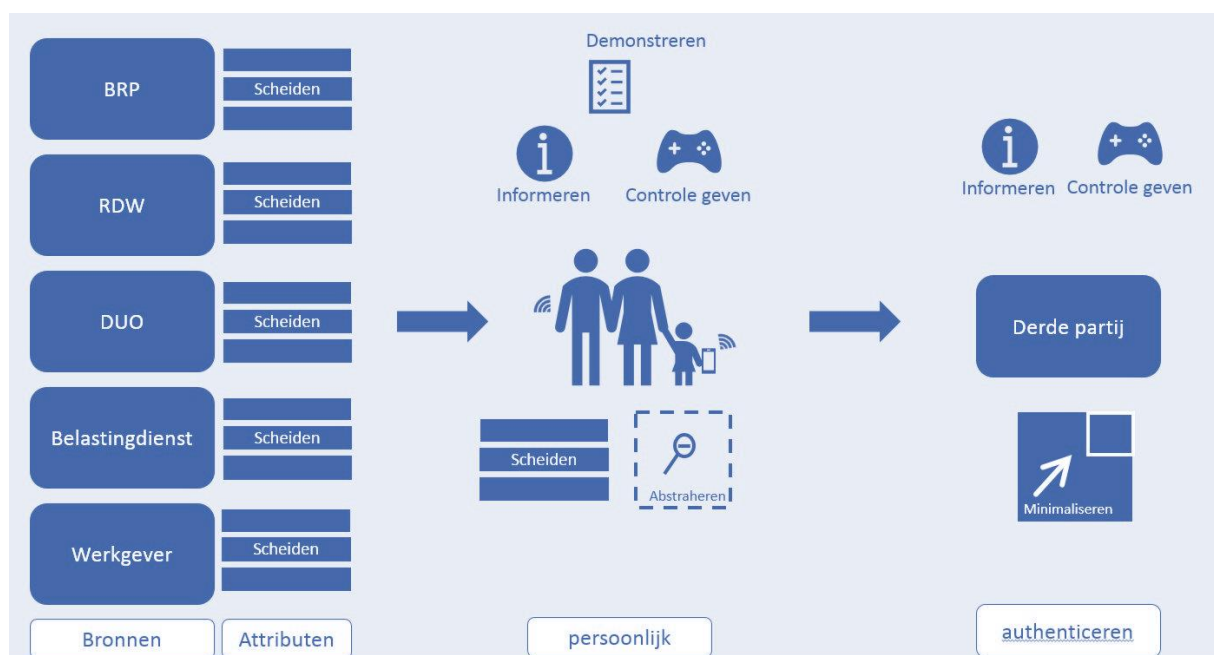 BRP
Scheiden
RDW
Scheiden
DUO
Scheiden
Belastingdienst
Scheiden
Werkgever
Scheiden
Bronnen
Attributen
Demonstreren
Informeren
Controle geven
Scheiden
Abstraheren
persoonlijk
Informeren
Controle geven
Derde partij
Minimaliseren
authenticeren